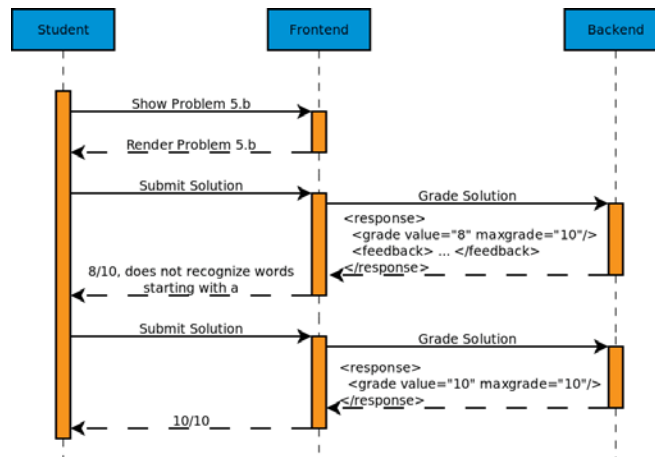 Student
Frontend
Backend
Show Problem 5.b
Render Problem 5.b
Submit Solution
Grade Solution
<response>
<grade value="8" maxgrade="10"/>
<feedback> ... </feedback>
</response>
8/10, does not recognize words
starting with a
Submit Solution
Grade Solution
<response>
<grade value="10" maxgrade="10"/>
</response>
10/10